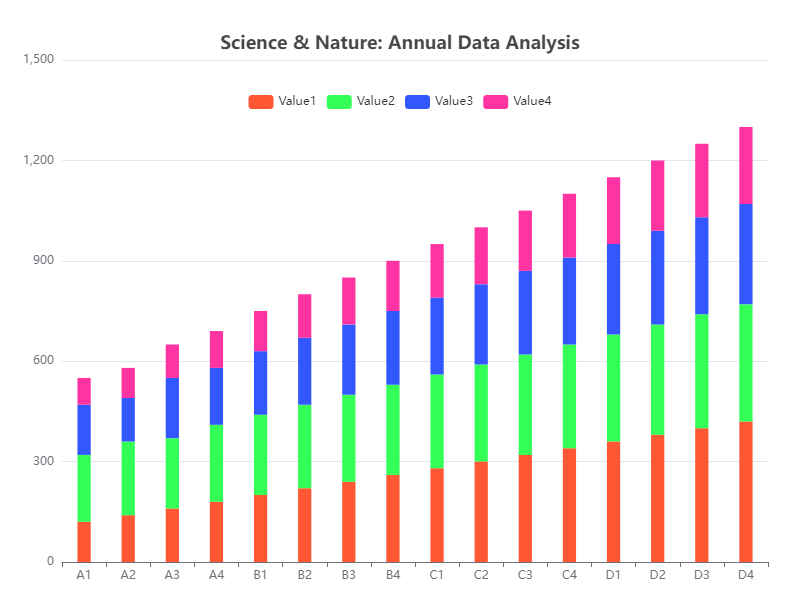 Science & Nature: Annual Data Analysis
1,500
Value1 Value2 Value3 Value4
1,200
900
600
300
0
A1 A2 A3 A4 B1 B2 B3 B4 C1 C2 C3 C4 D1 D2 D3 D4